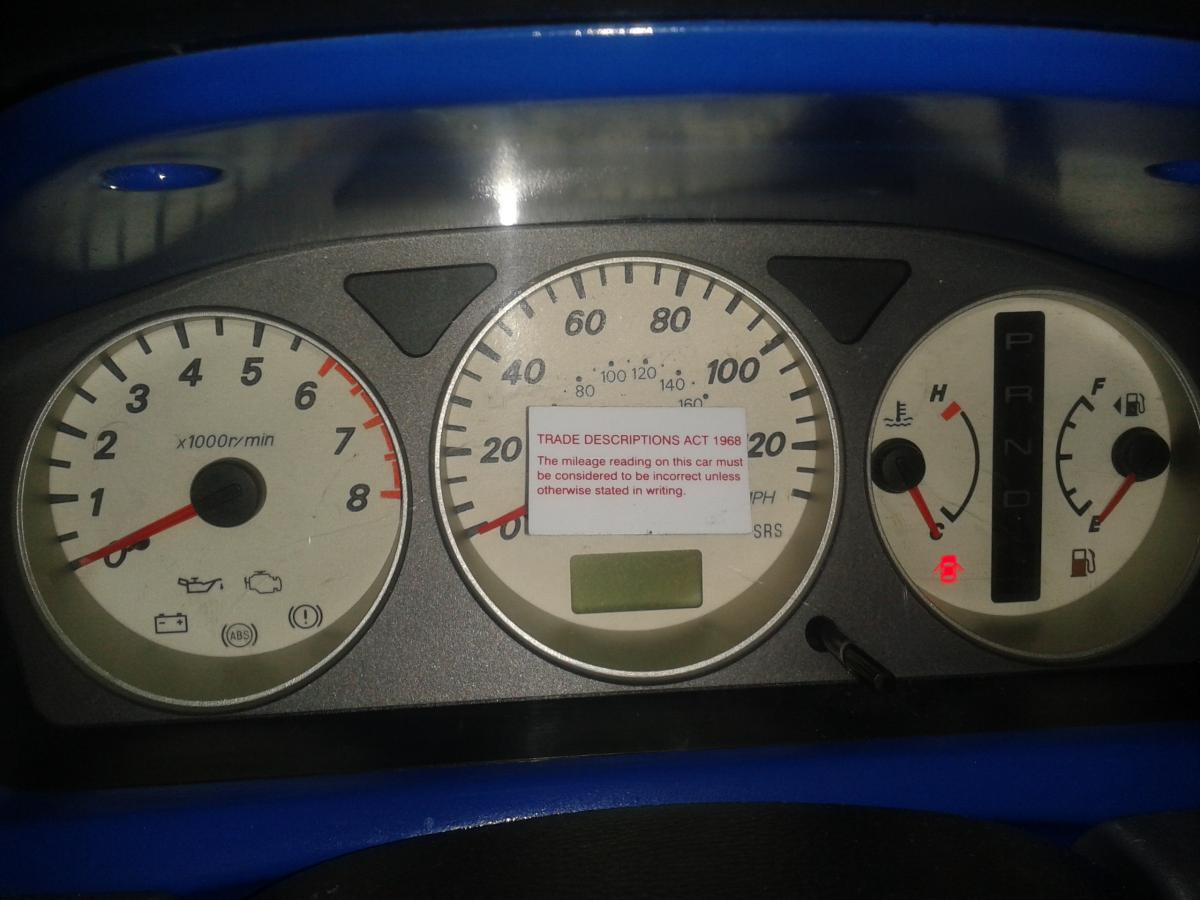 1
2
3
4
5
6
7
8
0
x1000r/min
ABS
20
40
60
80
100
20
0
80
100
120
140
160
MPH
SRS
TRADE DESCRIPTIONS ACT 1968
The mileage reading on this car must
be considered to be incorrect unless
otherwise stated in writing.
H
C
P
R
N
D
F
E